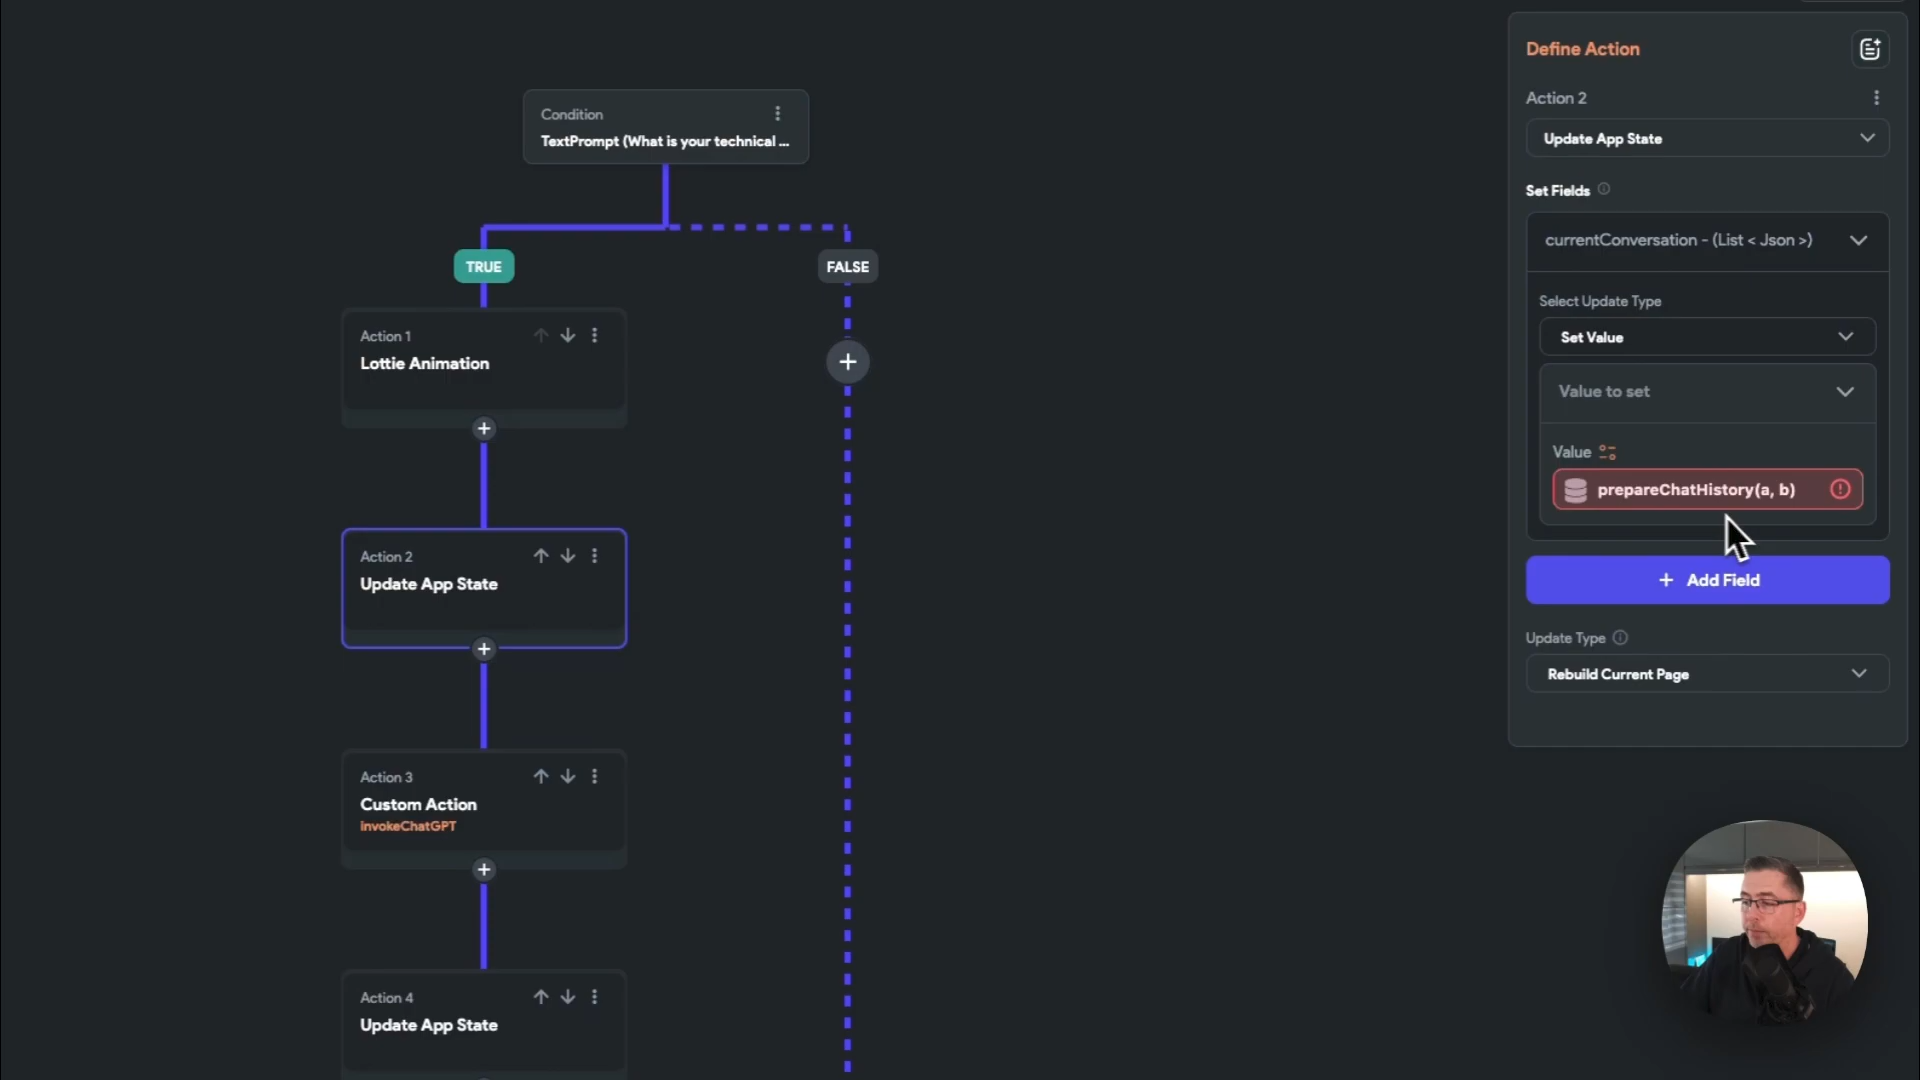 Condition
TextPrompt (What is your technical ...
TRUE
FALSE
Action 1
Lottie Animation
Action 2
Update App State
Action 3
Custom Action
invokeChatGPT
Action 4
Update App State
Define Action
Action 2
Update App State
Set Fields
currentConversation - (List < Json >)
Select Update Type
Set Value
Value to set
Value
prepareChatHistory(a, b)
+ Add Field
Update Type
Rebuild Current Page